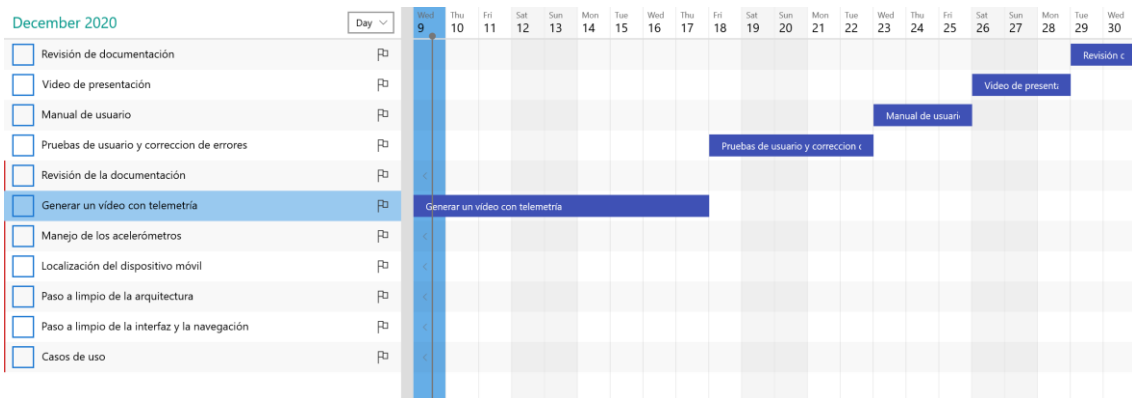 December 2020
Day
Wed Thu Fri Sat Sun Mon Tue Wed Thu Fri Sat Sun Mon Tue Wed Thu Fri Sat Sun Mon Tue Wed
9 10 11 12 13 14 15 16 17 18 19 20 21 22 23 24 25 26 27 28 29 30
Revisión de documentación
Revisión c
Video de presentación
Video de present
Manual de usuario
Manual de usuari
Pruebas de usuario y correccion de errores
Pruebas de usuario y correccion c
Revisión de la documentación
Generar un vídeo con telemetría
Generar un vídeo con telemetría
Manejo de los acelerómetros
Localización del dispositivo móvil
Paso a limpio de la arquitectura
Paso a limpio de la interfaz y la navegación
Casos de uso